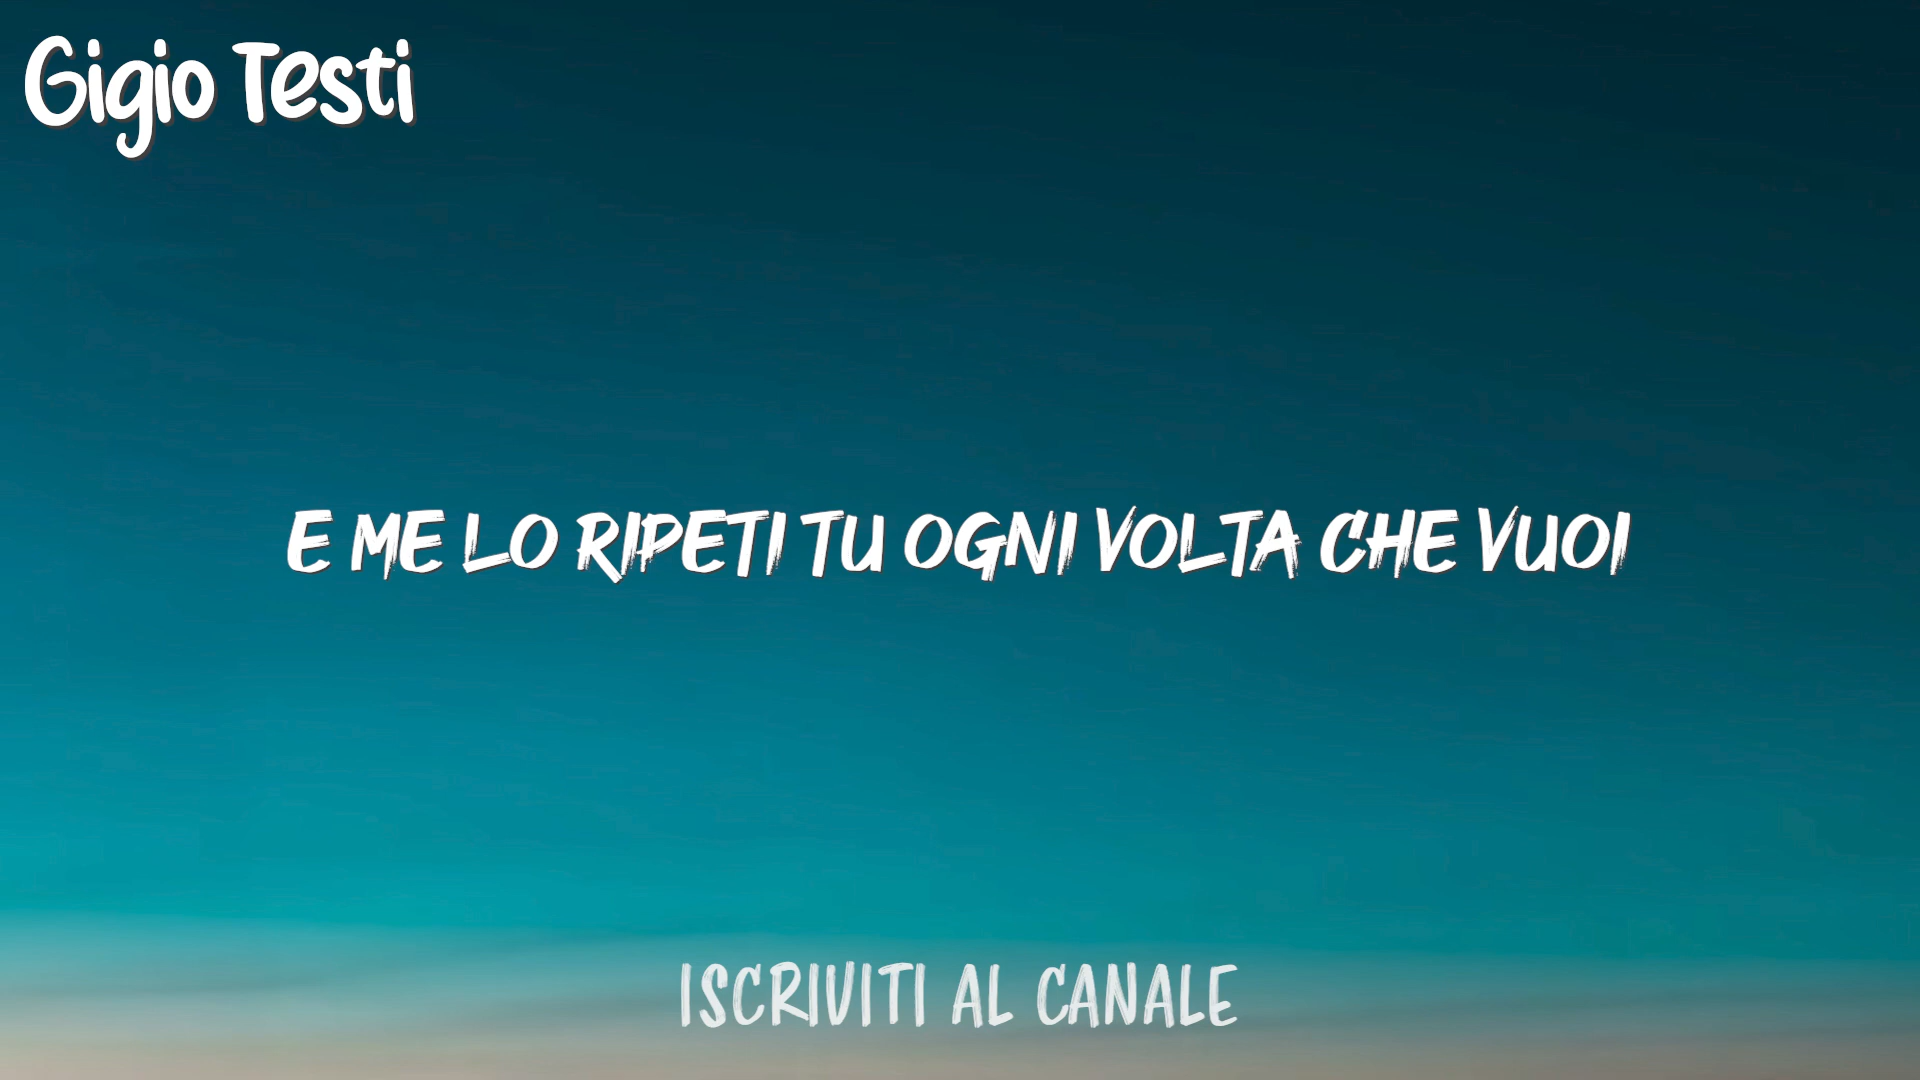 Gigio Testi
E ME LO RIPETI TU OGNI VOLTA CHE VUOI
ISCRIVITI AL CANALE